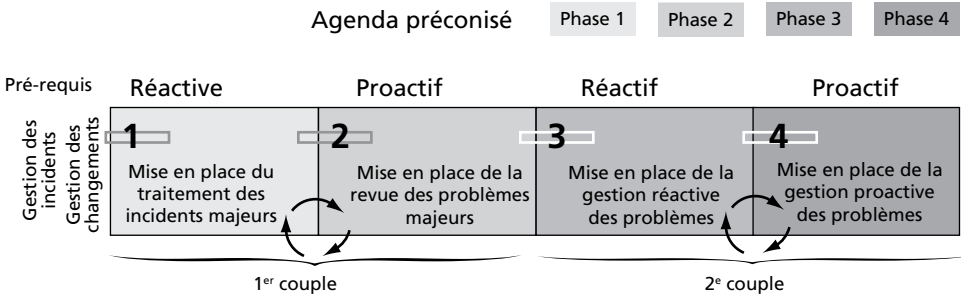 Agenda préconisé Phase 1 Phase 2 Phase 3 Phase 4
Pré-requis Réactive Proactif Réactif Proactif
Gestion des
incidents
Gestion des
changements
1
Mise en place du
traitement des
incidents majeurs
2
Mise en place de la
revue des problèmes
majeurs
3
Mise en place de la
gestion réactive
des problèmes
4
Mise en place de la
gestion proactive
des problèmes
1er couple
2e couple